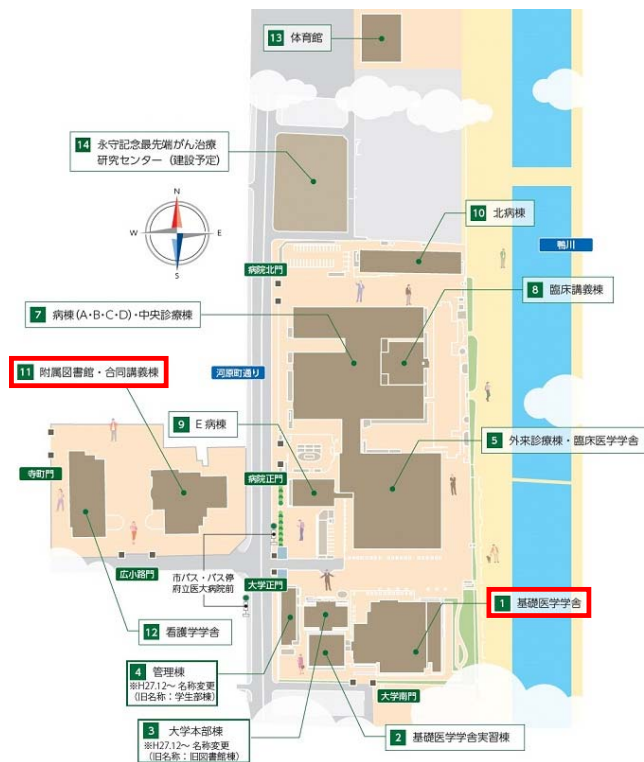 13 体育館
14 永守記念最先端がん治療
研究センター（建設予定）
N
W E
S
10 北病棟
鴨川
病院北門
8 臨床講義棟
7 病棟(A・B・C・D)・中央診療棟
11 附属図書館・合同講義棟
河原町通り
9 E病棟
5 外来診療棟・臨床医学学舎
寺町門
病院正門
広小路門
市バス・バス停
府立医大病院前
大学正門
1 基礎医学学舎
12 看護学学舎
4 管理棟
※H27.12〜 名称変更
（旧名称：学生部棟）
大学南門
3 大学本部棟
※H27.12〜 名称変更
（旧名称：旧図書館棟）
2 基礎医学学舎実習棟